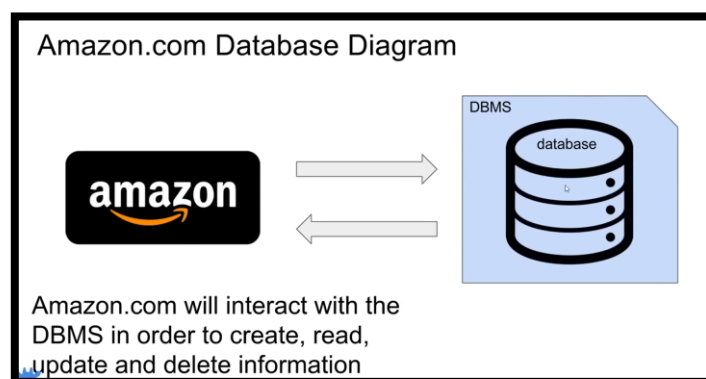 Amazon.com Database Diagram
DBMS
database
amazon
Amazon.com will interact with the
DBMS in order to create, read,
update and delete information